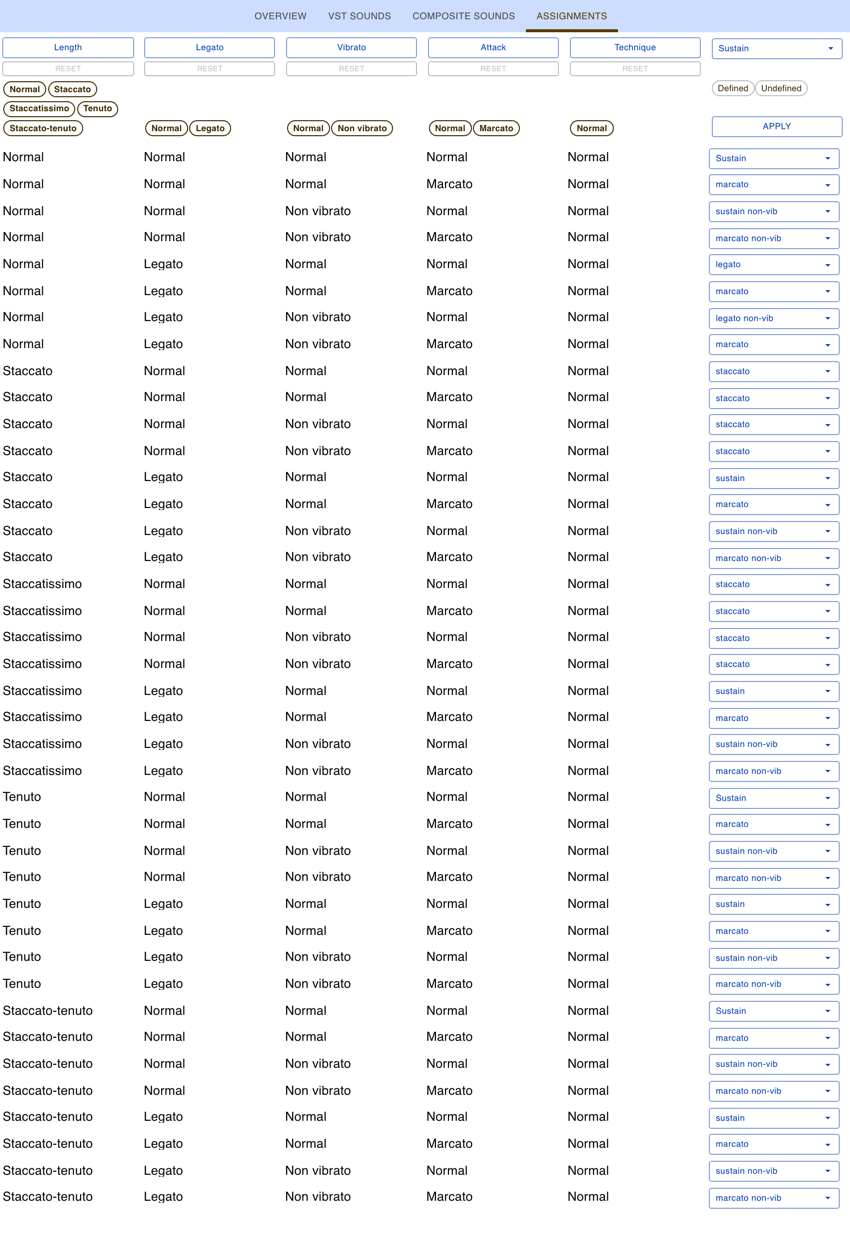 OVERVIEW VST SOUNDS COMPOSITE SOUNDS ASSIGNMENTS
Length Legato Vibrato Attack Technique Sustain
RESET RESET RESET RESET RESET
Normal Staccato Defined Undefined
Staccatissimo Tenuto
Staccato-tenuto Normal Legato Normal Non vibrato Normal Marcato Normal APPLY
Normal Normal Normal Normal Normal Sustain
Normal Normal Normal Marcato Normal marcato
Normal Normal Non vibrato Normal Normal sustain non-vib
Normal Normal Non vibrato Marcato Normal marcato non-vib
Normal Legato Normal Normal Normal legato
Normal Legato Normal Marcato Normal marcato
Normal Legato Non vibrato Normal Normal legato non-vib
Normal Legato Non vibrato Marcato Normal marcato
Staccato Normal Normal Normal Normal staccato
Staccato Normal Normal Marcato Normal staccato
Staccato Normal Non vibrato Normal Normal staccato
Staccato Normal Non vibrato Marcato Normal staccato
Staccato Legato Normal Normal Normal sustain
Staccato Legato Normal Marcato Normal marcato
Staccato Legato Non vibrato Normal Normal sustain non-vib
Staccato Legato Non vibrato Marcato Normal marcato non-vib
Staccatissimo Normal Normal Normal Normal staccato
Staccatissimo Normal Normal Marcato Normal staccato
Staccatissimo Normal Non vibrato Normal Normal staccato
Staccatissimo Normal Non vibrato Marcato Normal staccato
Staccatissimo Legato Normal Normal Normal sustain
Staccatissimo Legato Normal Marcato Normal marcato
Staccatissimo Legato Non vibrato Normal Normal sustain non-vib
Staccatissimo Legato Non vibrato Marcato Normal marcato non-vib
Tenuto Normal Normal Normal Normal Sustain
Tenuto Normal Normal Marcato Normal marcato
Tenuto Normal Non vibrato Normal Normal sustain non-vib
Tenuto Normal Non vibrato Marcato Normal marcato non-vib
Tenuto Legato Normal Normal Normal sustain
Tenuto Legato Normal Marcato Normal marcato
Tenuto Legato Non vibrato Normal Normal sustain non-vib
Tenuto Legato Non vibrato Marcato Normal marcato non-vib
Staccato-tenuto Normal Normal Normal Normal Sustain
Staccato-tenuto Normal Normal Marcato Normal marcato
Staccato-tenuto Normal Non vibrato Normal Normal sustain non-vib
Staccato-tenuto Normal Non vibrato Marcato Normal marcato non-vib
Staccato-tenuto Legato Normal Normal Normal sustain
Staccato-tenuto Legato Normal Marcato Normal marcato
Staccato-tenuto Legato Non vibrato Normal Normal sustain non-vib
Staccato-tenuto Legato Non vibrato Marcato Normal marcato non-vib